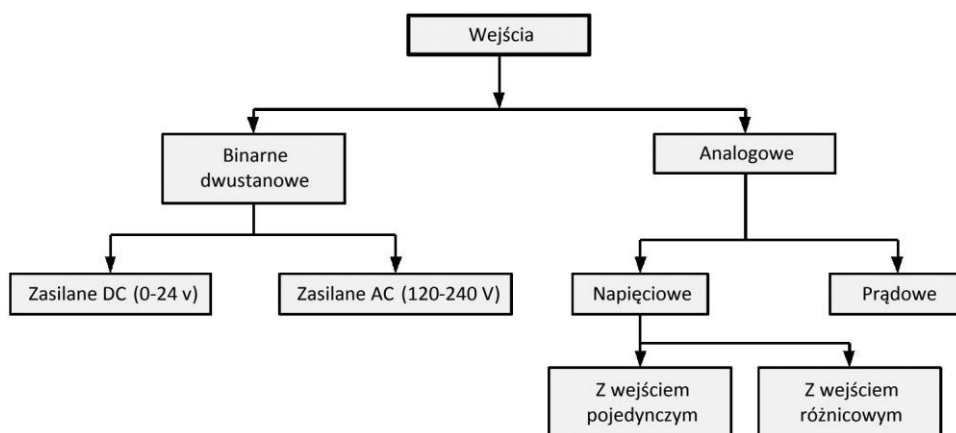 Wejścia
Binarne
dwustanowe
Analogowe
Zasilane DC (0-24 v)
Zasilane AC (120-240 V)
Napięciowe
Prądowe
Z wejściem
pojedynczym
Z wejściem
różnicowym